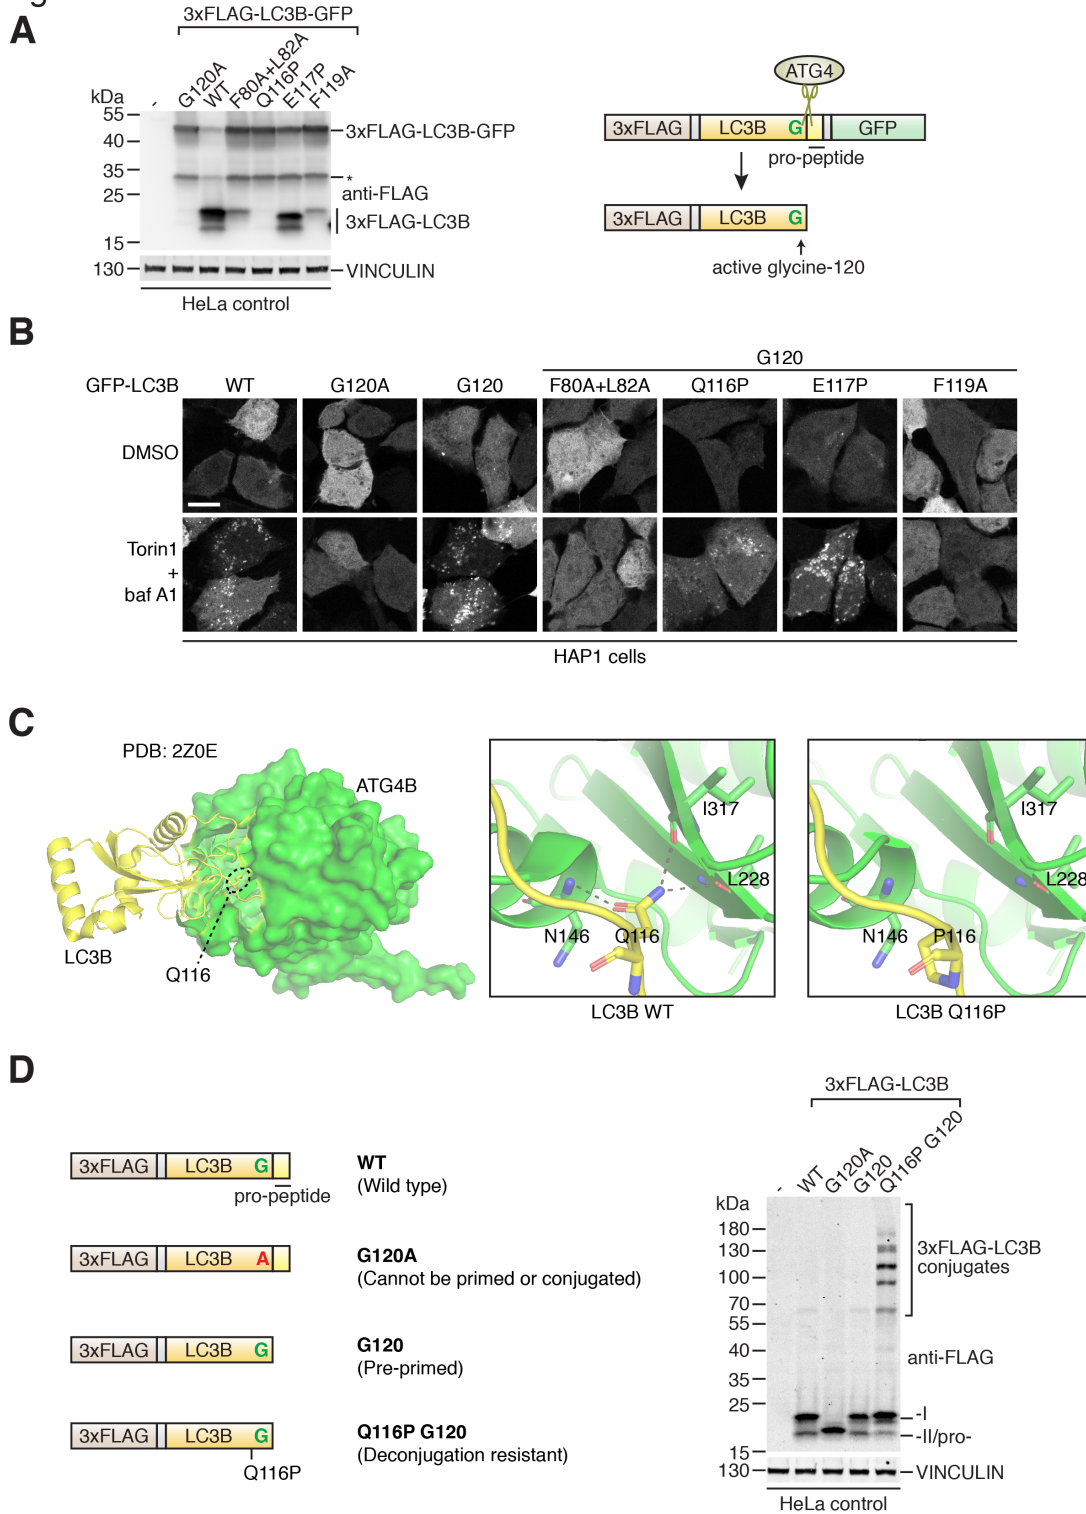 A
3xFLAG-LC3B-GFP
kDa
-
G120A
WT
F80A+L82A
Q116P
E117P
F119A
55
40
35
25
15
130
3xFLAG-LC3B-GFP
*
anti-FLAG
3xFLAG-LC3B
VINCULIN
HeLa control
ATG4
3xFLAG LC3B G GFP
pro-peptide
3xFLAG LC3B G
active glycine-120
B
G120
GFP-LC3B WT G120A G120 F80A+L82A Q116P E117P F119A
DMSO
Torin1
+
baf A1
HAP1 cells
C
PDB: 2Z0E
ATG4B
LC3B
Q116
I317
L228
N146
Q116
LC3B WT
I317
L228
N146
P116
LC3B Q116P
D
3xFLAG LC3B G
pro-peptide
WT
(Wild type)
3xFLAG LC3B A
G120A
(Cannot be primed or conjugated)
3xFLAG LC3B G
G120
(Pre-primed)
3xFLAG LC3B G
Q116P
Q116P G120
(Deconjugation resistant)
3xFLAG-LC3B
-
WT
G120A
G120
Q116P G120
kDa
180
130
100
70
55
40
35
25
15
130
3xFLAG-LC3B
conjugates
anti-FLAG
-I
-II/pro-
VINCULIN
HeLa control